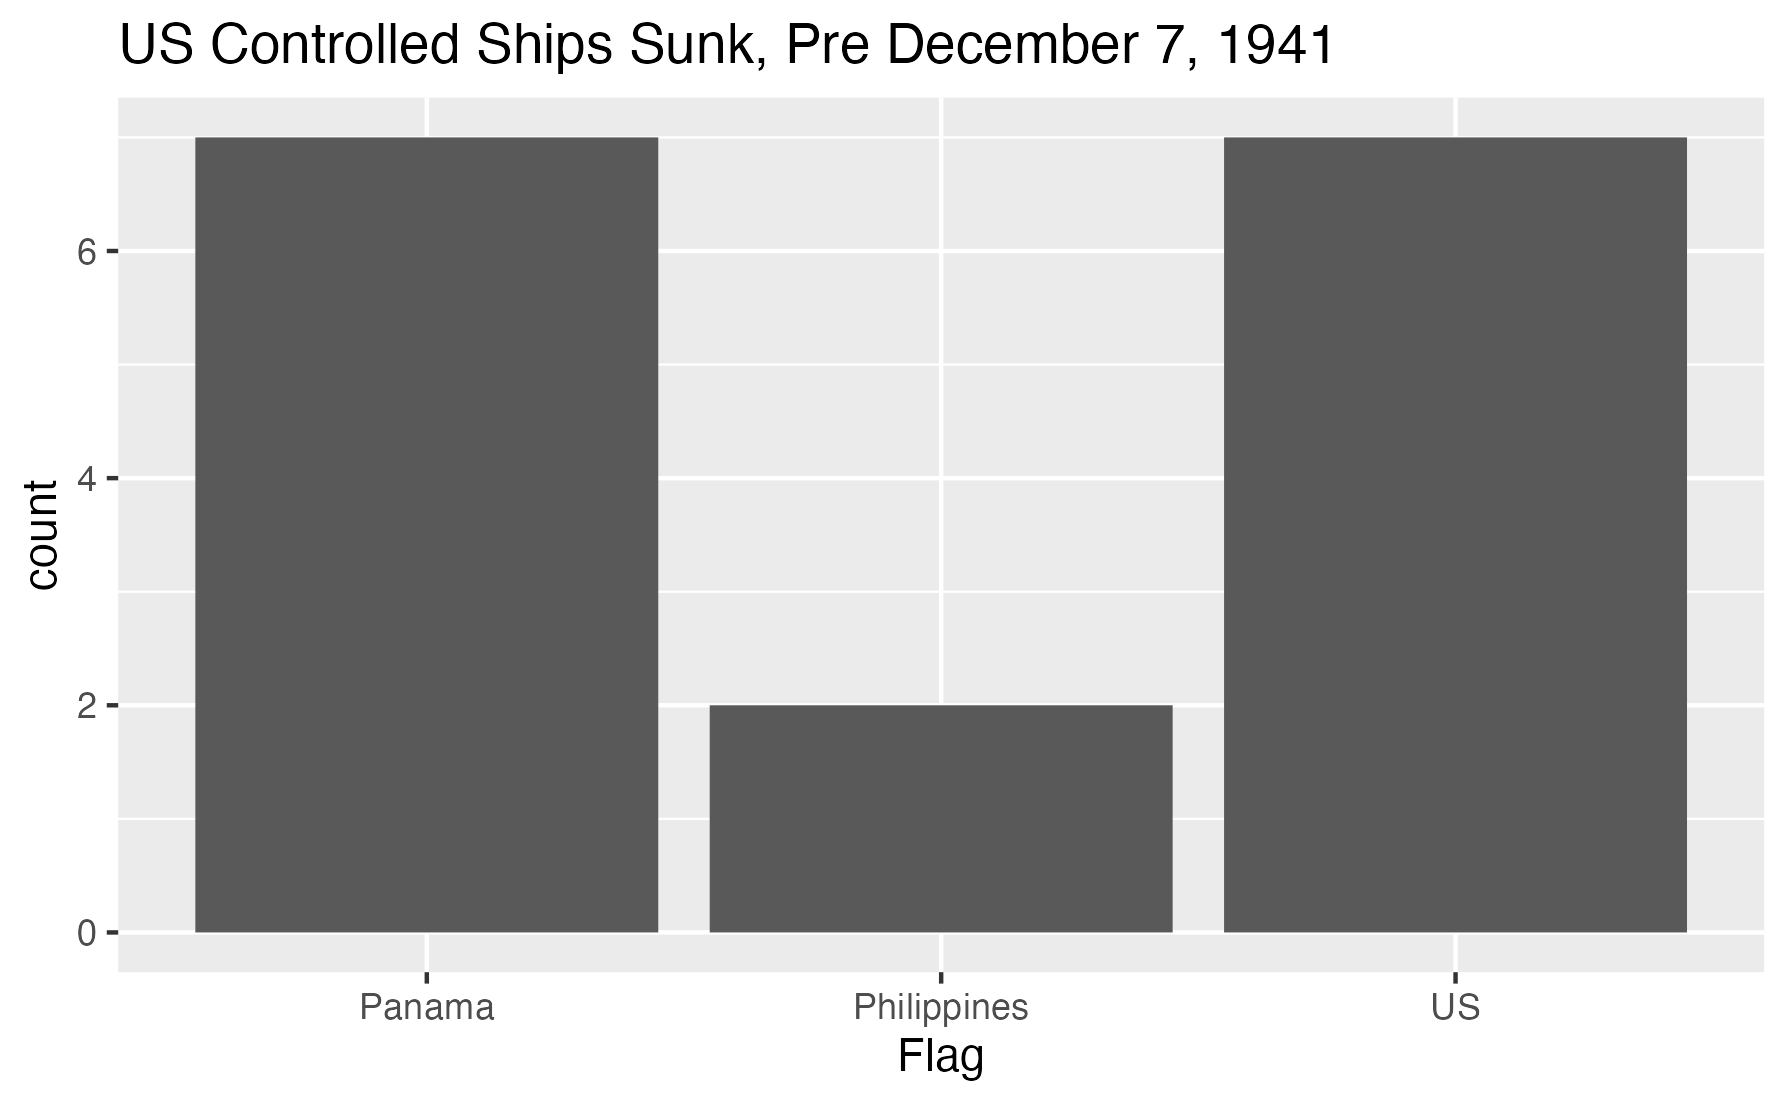 US Controlled Ships Sunk, Pre December 7, 1941
count
6
4
2
0
Panama
Philippines
US
Flag